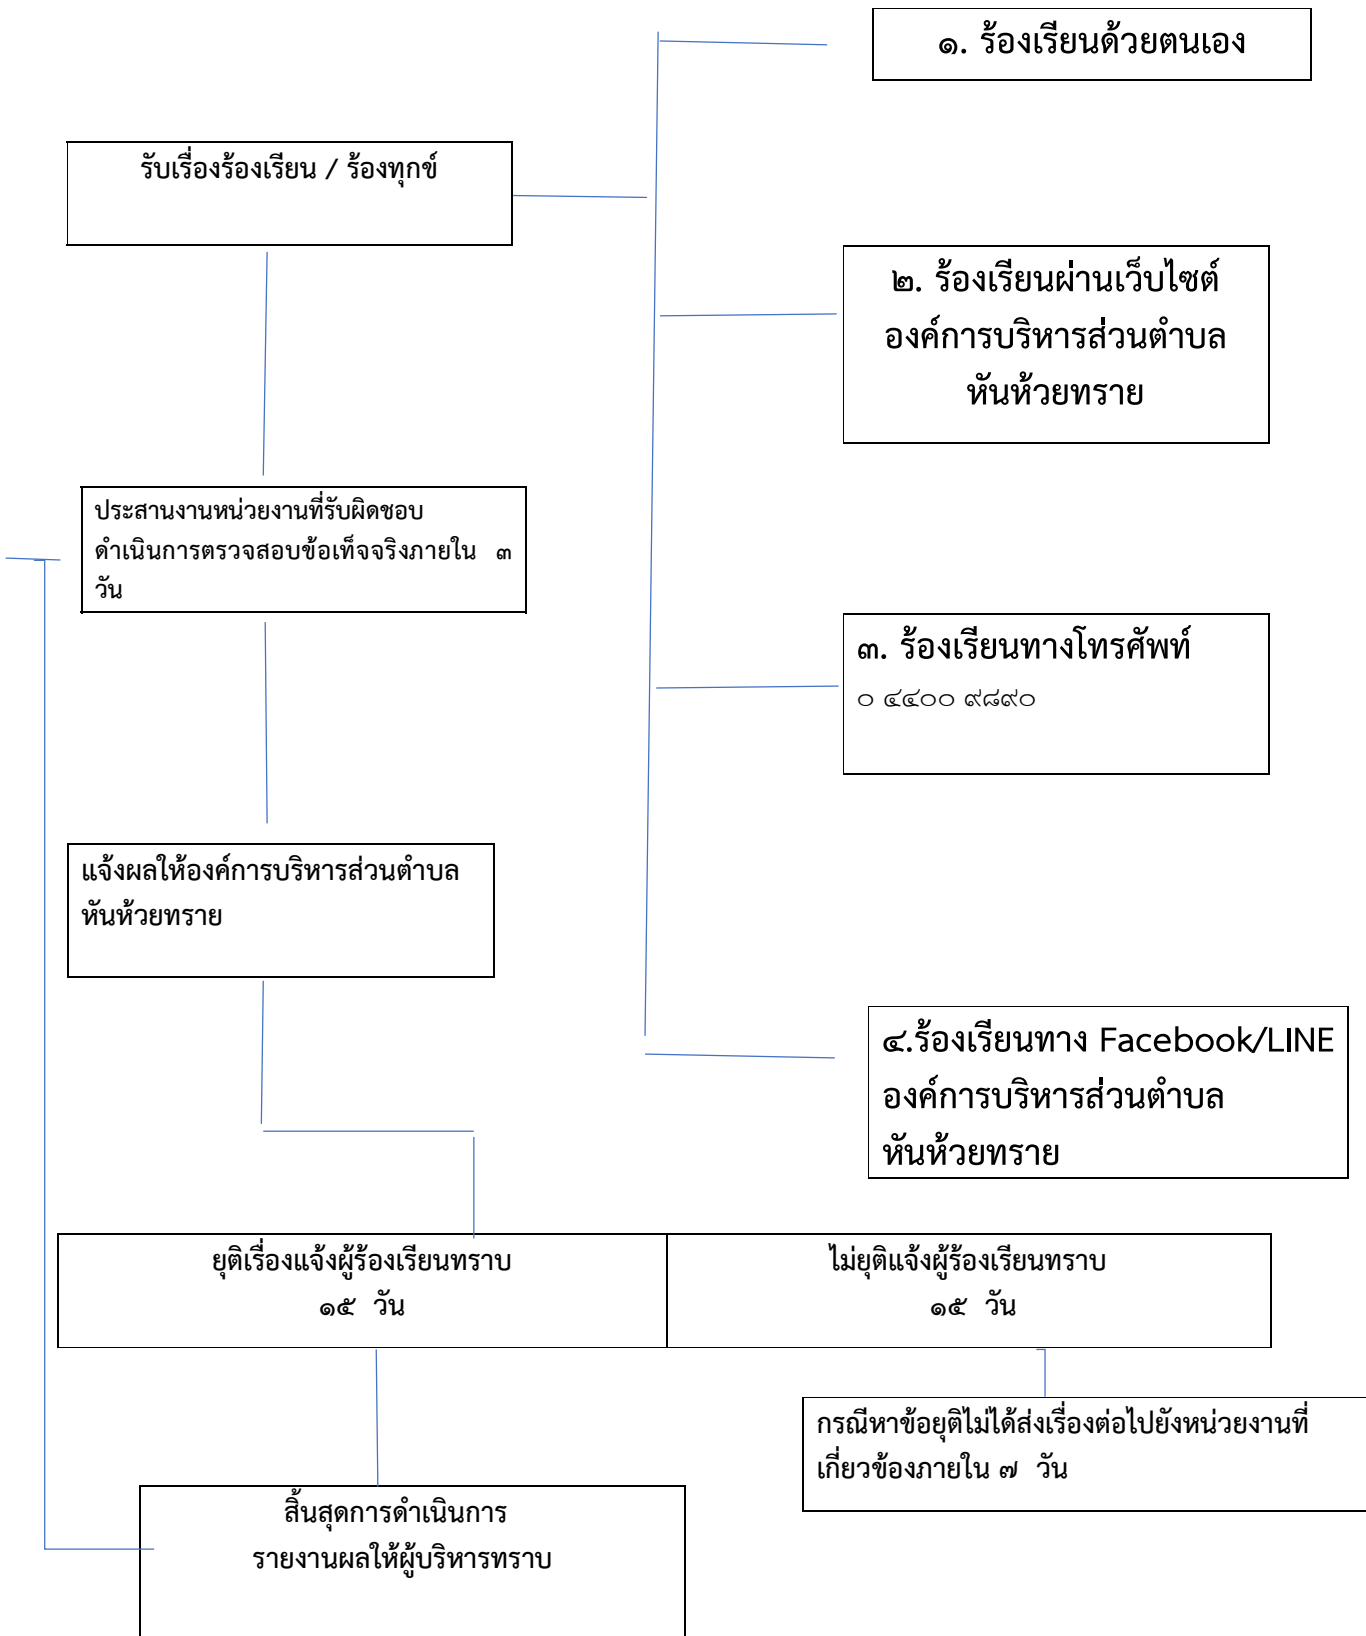 ๑. ร้องเรียนด้วยตนเอง
รับเรื่องร้องเรียน / ร้องทุกข์
๒. ร้องเรียนผ่านเว็บไซต์
องค์การบริหารส่วนตำบล
หันห้วยทราย
ประสานงานหน่วยงานที่รับผิดชอบ
ดำเนินการตรวจสอบข้อเท็จจริงภายใน ๓
วัน
๓. ร้องเรียนทางโทรศัพท์
๐ ๔๔๐๐ ๙๘๙๐
แจ้งผลให้องค์การบริหารส่วนตำบล
หันห้วยทราย
๔.ร้องเรียนทาง Facebook/LINE
องค์การบริหารส่วนตำบล
หันห้วยทราย
ยุติเรื่องแจ้งผู้ร้องเรียนทราบ
๑๕ วัน
ไม่ยุติแจ้งผู้ร้องเรียนทราบ
๑๕ วัน
กรณีหาข้อยุติไม่ได้ส่งเรื่องต่อไปยังหน่วยงานที่
เกี่ยวข้องภายใน ๗ วัน
สิ้นสุดการดำเนินการ
รายงานผลให้ผู้บริหารทราบ